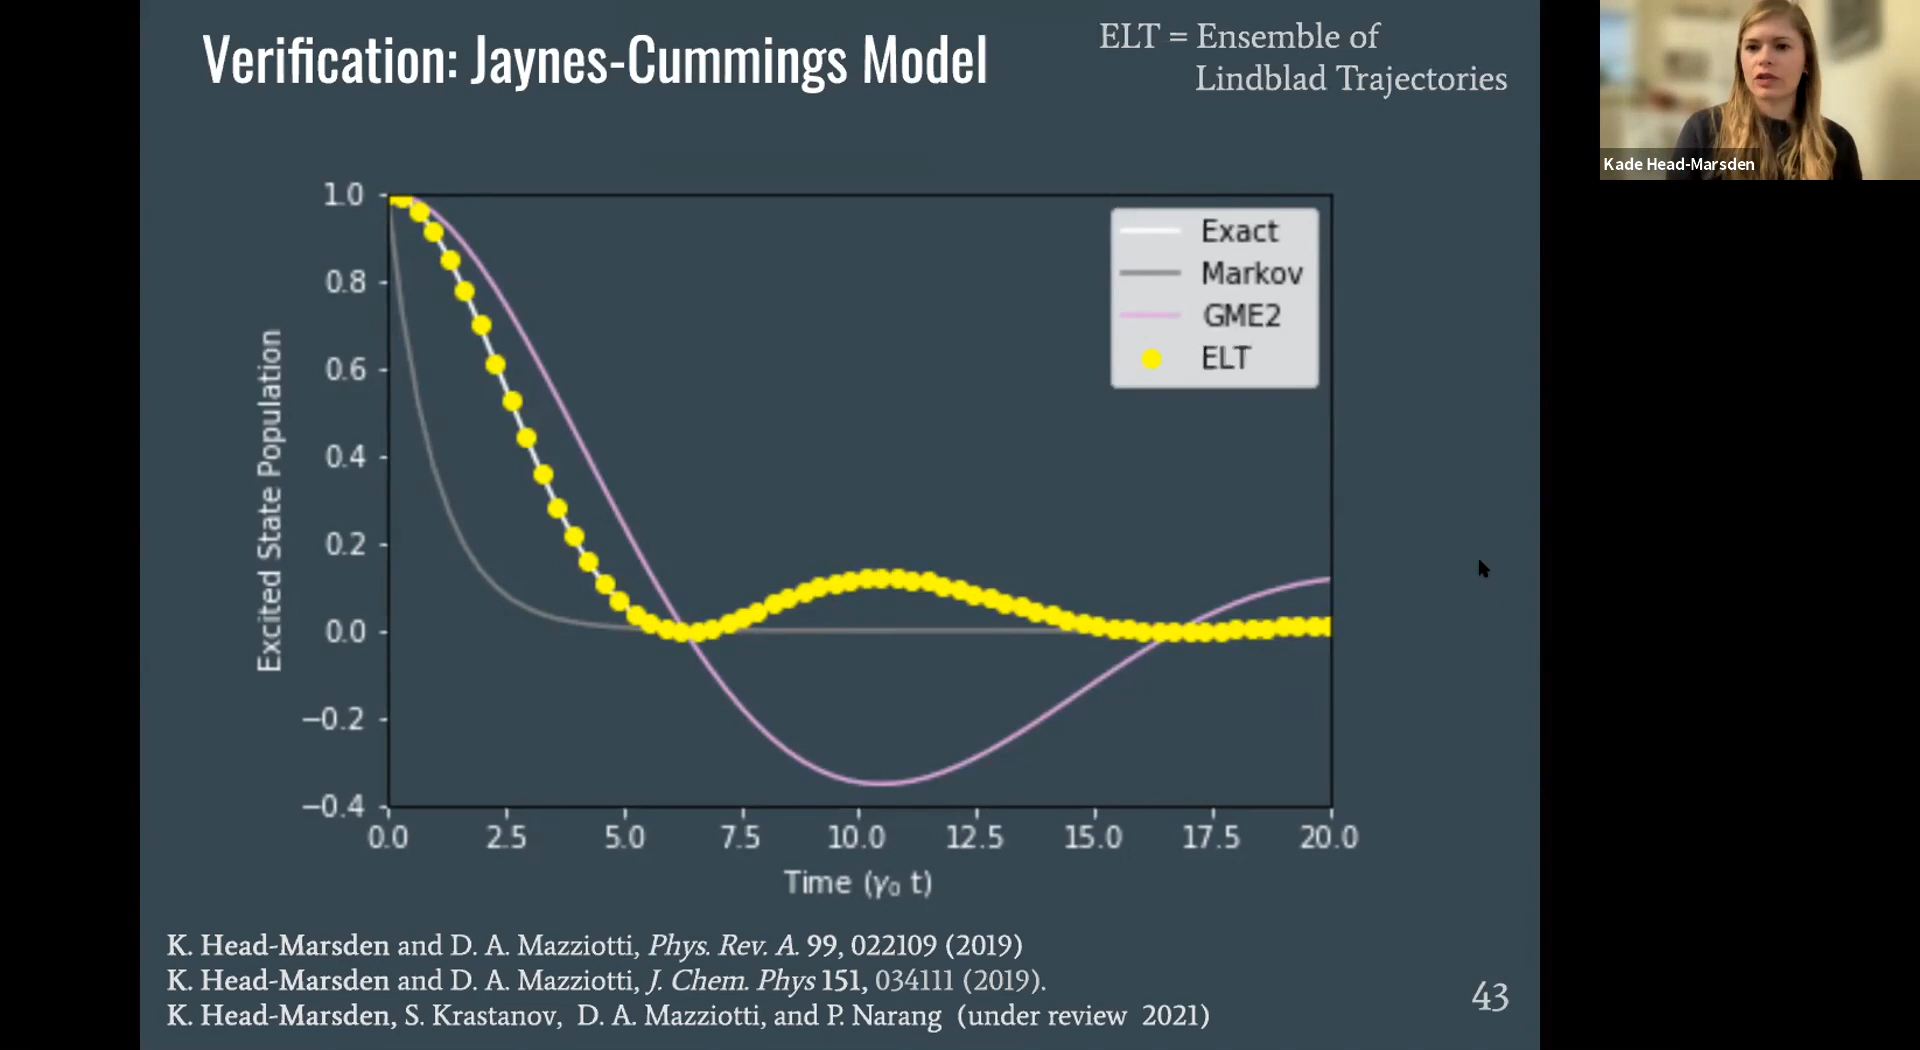 Verification: Jaynes-Cummings Model
ELT = Ensemble of
Lindblad Trajectories
Kade Head-Marsden
Exact
Markov
GME2
ELT
Excited State Population
1.0
0.8
0.6
0.4
0.2
0.0
−0.2
−0.4
0.0 2.5 5.0 7.5 10.0 12.5 15.0 17.5 20.0
Time (γ₀ t)
K. Head-Marsden and D. A. Mazziotti, Phys. Rev. A. 99, 022109 (2019)
K. Head-Marsden and D. A. Mazziotti, J. Chem. Phys 151, 034111 (2019).
K. Head-Marsden, S. Krastanov, D. A. Mazziotti, and P. Narang (under review 2021)
43